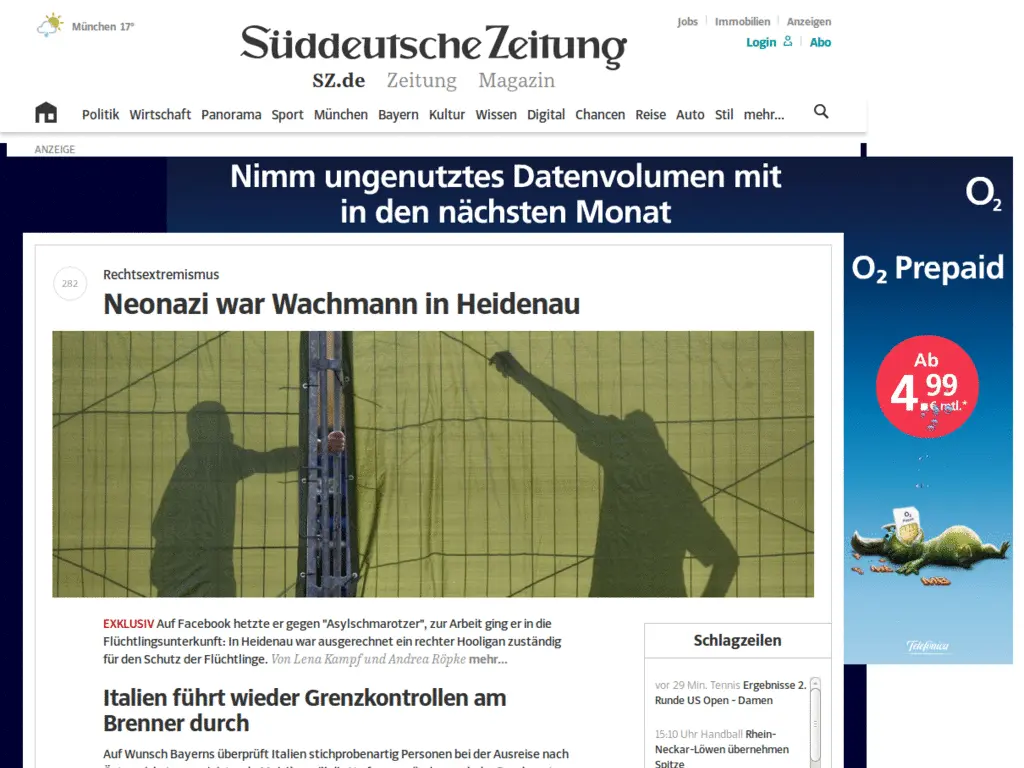 München 17°
Jobs
Immobilien
Anzeigen
Login
Abo
Süddeutsche Zeitung
SZ.de Zeitung Magazin
Politik Wirtschaft Panorama Sport München Bayern Kultur Wissen Digital Chancen Reise Auto Stil mehr...
ANZEIGE
Nimm ungenutztes Datenvolumen mit
in den nächsten Monat
O2
O2 Prepaid
Ab
4.99
€ mtl.*
O2
MB
Telefónica
282
Rechtsextremismus
Neonazi war Wachmann in Heidenau
EXKLUSIV Auf Facebook hetzte er gegen "Asylschmarotzer", zur Arbeit ging er in die
Flüchtlingsunterkunft: In Heidenau war ausgerechnet ein rechter Hooligan zuständig
für den Schutz der Flüchtlinge. Von Lena Kampf und Andrea Röpke mehr...
Italien führt wieder Grenzkontrollen am
Brenner durch
Auf Wunsch Bayerns überprüft Italien stichprobenartig Personen bei der Ausreise nach
Schlagzeilen
vor 29 Min. Tennis Ergebnisse 2.
Runde US Open - Damen
15:10 Uhr Handball Rhein-
Neckar-Löwen übernehmen
Spitze